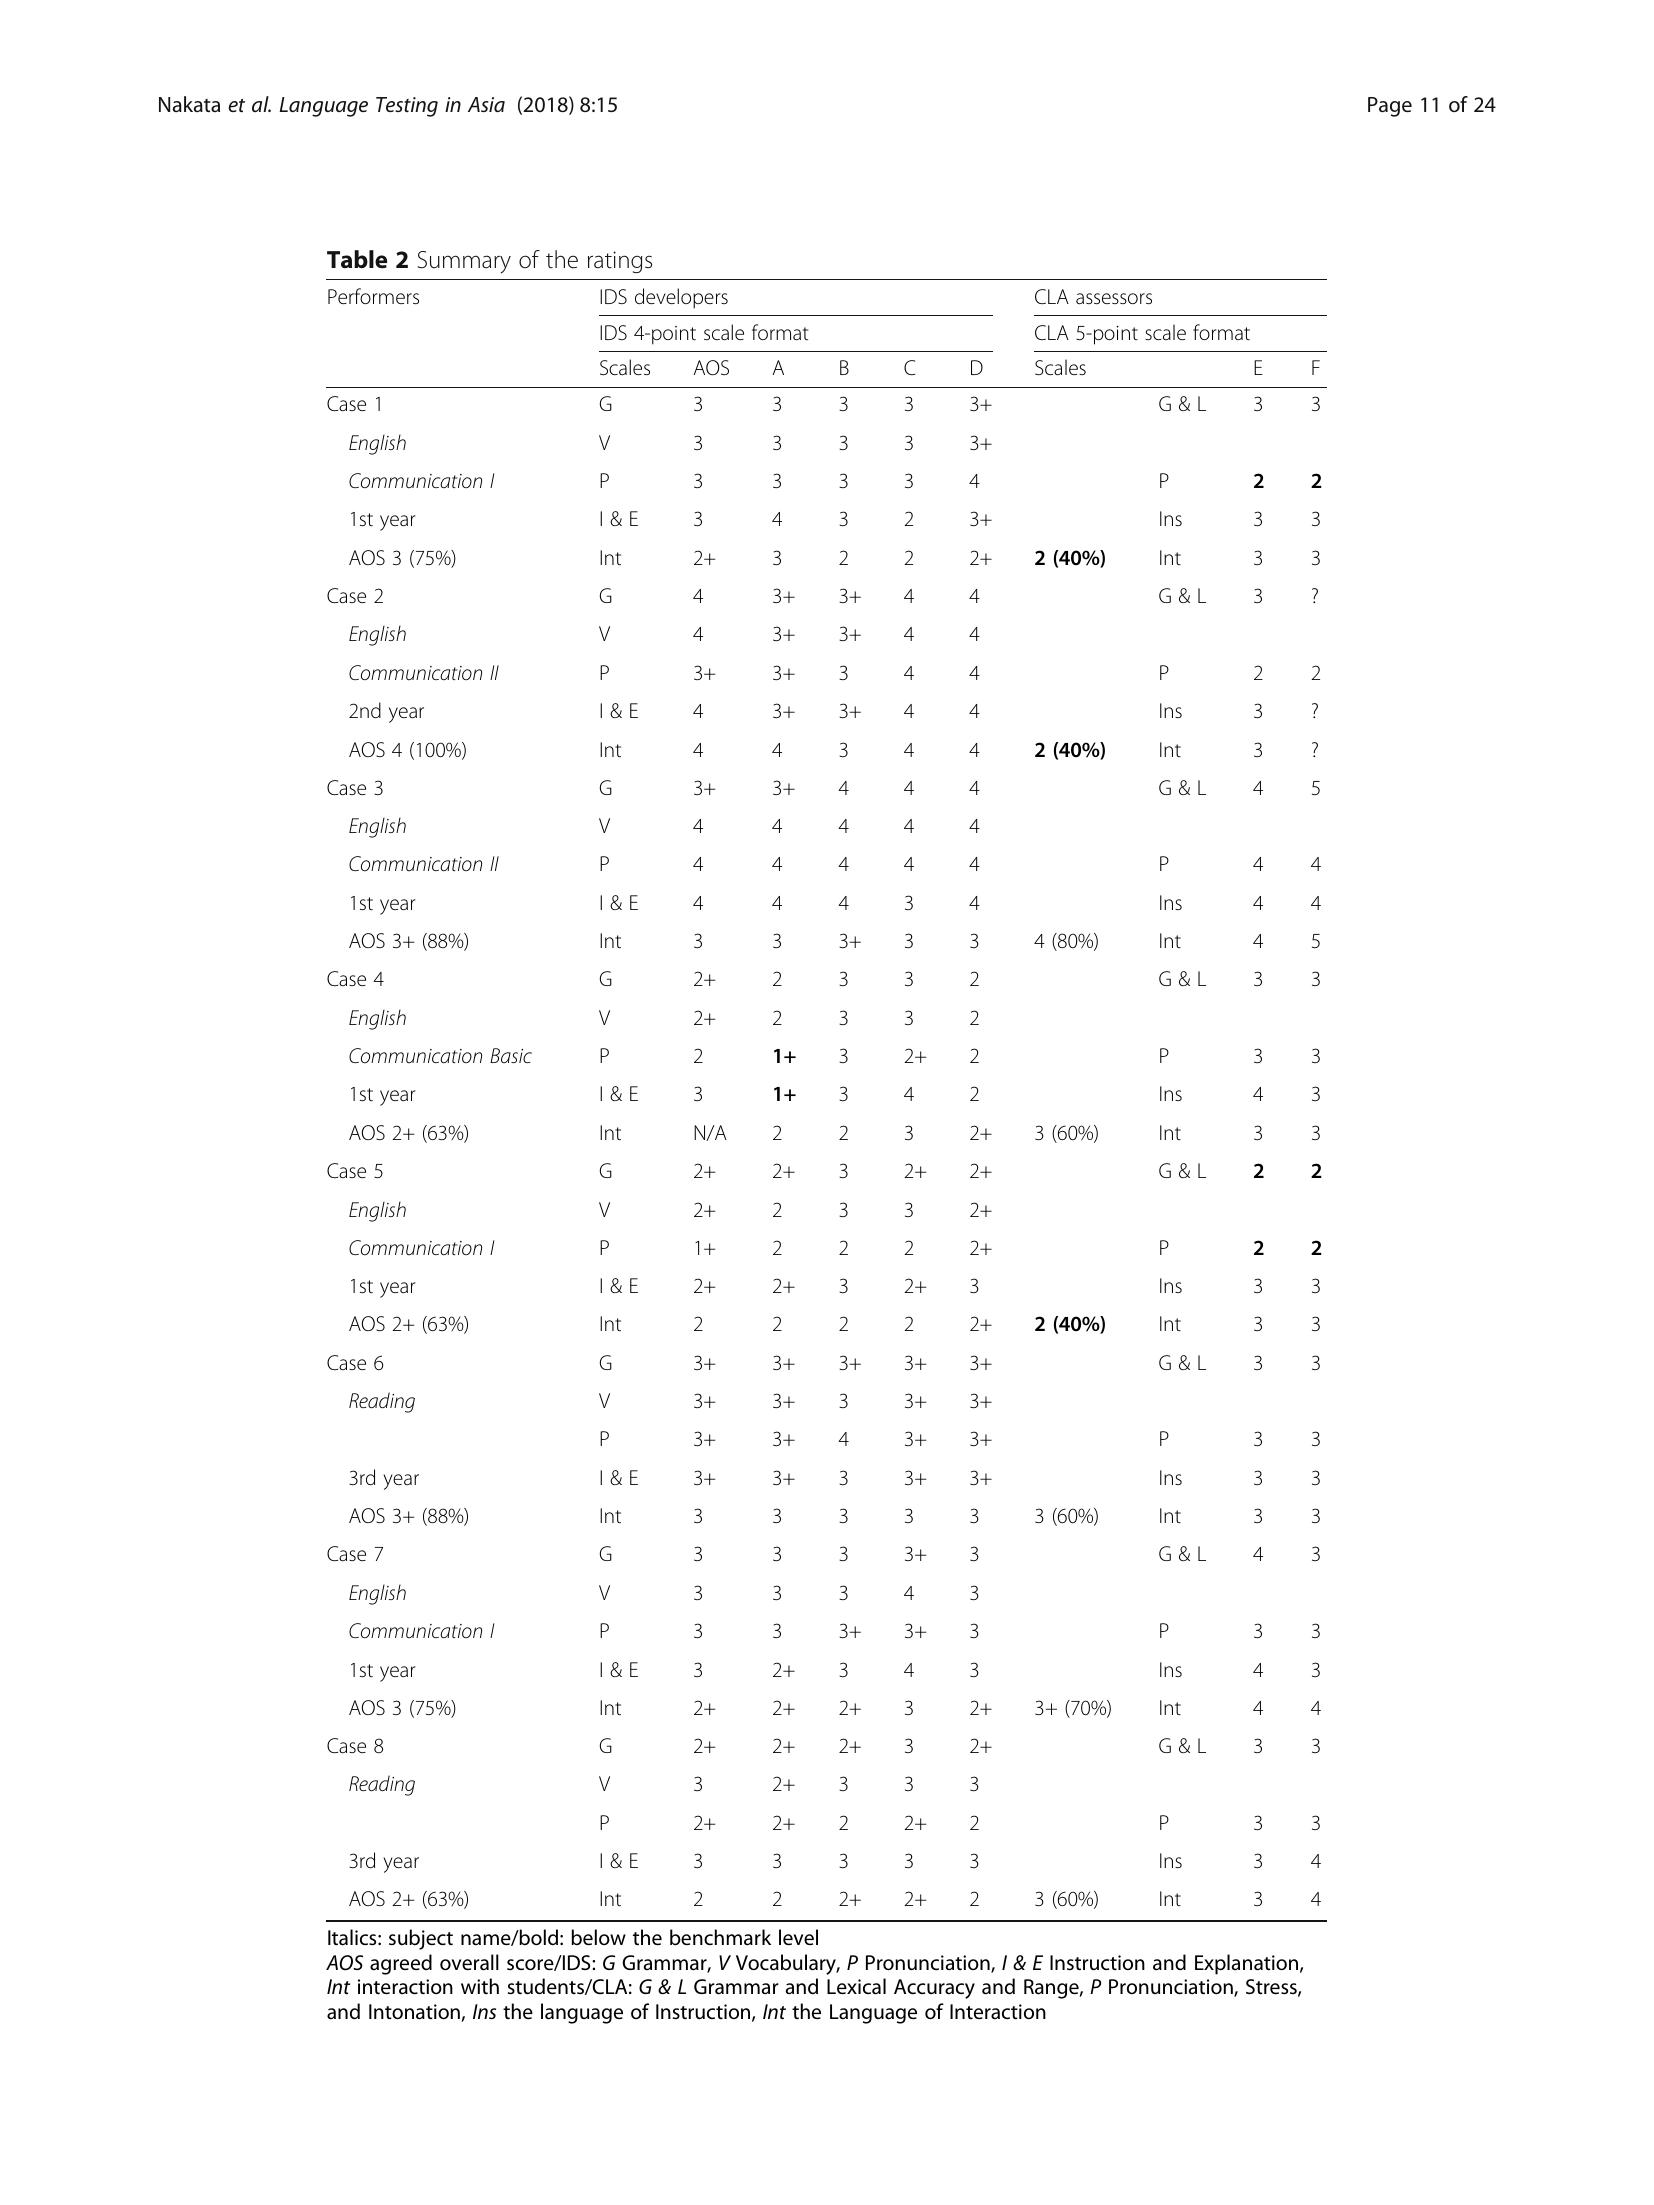 Nakata et al. Language Testing in Asia (2018) 8:15 Page 11 of 24
Table 2 Summary of the ratings
Performers IDS developers CLA assessors
IDS 4-point scale format CLA 5-point scale format
Scales AOS A B C D Scales E F
Case 1 G 3 3 3 3 3+ G & L 3 3
English V 3 3 3 3 3+
Communication I P 3 3 3 3 4 P 2 2
1st year I & E 3 4 3 2 3+ Ins 3 3
AOS 3 (75%) Int 2+ 3 2 2 2+ 2 (40%) Int 3 3
Case 2 G 4 3+ 3+ 4 4 G & L 3 ?
English V 4 3+ 3+ 4 4
Communication II P 3+ 3+ 3 4 4 P 2 2
2nd year I & E 4 3+ 3+ 4 4 Ins 3 ?
AOS 4 (100%) Int 4 4 3 4 4 2 (40%) Int 3 ?
Case 3 G 3+ 3+ 4 4 4 G & L 4 5
English V 4 4 4 4 4
Communication II P 4 4 4 4 4 P 4 4
1st year I & E 4 4 4 3 4 Ins 4 4
AOS 3+ (88%) Int 3 3 3+ 3 3 4 (80%) Int 4 5
Case 4 G 2+ 2 3 3 2 G & L 3 3
English V 2+ 2 3 3 2
Communication Basic P 2 1+ 3 2+ 2 P 3 3
1st year I & E 3 1+ 3 4 2 Ins 4 3
AOS 2+ (63%) Int N/A 2 2 3 2+ 3 (60%) Int 3 3
Case 5 G 2+ 2+ 3 2+ 2+ G & L 2 2
English V 2+ 2 3 3 2+
Communication I P 1+ 2 2 2 2+ P 2 2
1st year I & E 2+ 2+ 3 2+ 3 Ins 3 3
AOS 2+ (63%) Int 2 2 2 2 2+ 2 (40%) Int 3 3
Case 6 G 3+ 3+ 3+ 3+ 3+ G & L 3 3
Reading V 3+ 3+ 3 3+ 3+
P 3+ 3+ 4 3+ 3+ P 3 3
3rd year I & E 3+ 3+ 3 3+ 3+ Ins 3 3
AOS 3+ (88%) Int 3 3 3 3 3 3 (60%) Int 3 3
Case 7 G 3 3 3 3+ 3 G & L 4 3
English V 3 3 3 4 3
Communication I P 3 3 3+ 3+ 3 P 3 3
1st year I & E 3 2+ 3 4 3 Ins 4 3
AOS 3 (75%) Int 2+ 2+ 2+ 3 2+ 3+ (70%) Int 4 4
Case 8 G 2+ 2+ 2+ 3 2+ G & L 3 3
Reading V 3 2+ 3 3 3
P 2+ 2+ 2 2+ 2 P 3 3
3rd year I & E 3 3 3 3 3 Ins 3 4
AOS 2+ (63%) Int 2 2 2+ 2+ 2 3 (60%) Int 3 4
Italics: subject name/bold: below the benchmark level
AOS agreed overall score/IDS: G Grammar, V Vocabulary, P Pronunciation, I & E Instruction and Explanation,
Int interaction with students/CLA: G & L Grammar and Lexical Accuracy and Range, P Pronunciation, Stress,
and Intonation, Ins the language of Instruction, Int the Language of Interaction